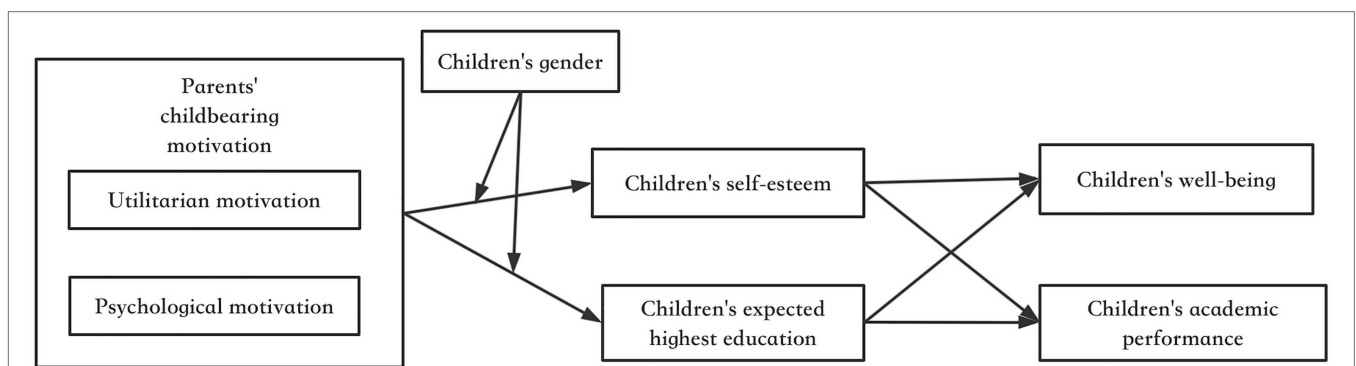 Children's gender
Parents'
childbearing
motivation
Utilitarian motivation
Psychological motivation
Children's self-esteem
Children's expected
highest education
Children's well-being
Children's academic
performance